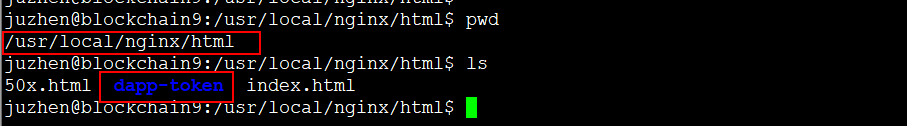 juzhen@blockchain9:/usr/local/nginx/html$ pwd
/usr/local/nginx/html
juzhen@blockchain9:/usr/local/nginx/html$ ls
50x.html dapp-token index.html
juzhen@blockchain9:/usr/local/nginx/html$